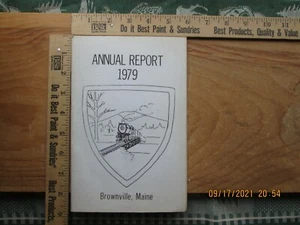 Do it Best Paint & Sundries
Best Products, Quality & Value
ANNUAL REPORT
1979
Do it Best Paint & Sundries
Best Products,
Brownville, Maine
09/17/2021 20:54